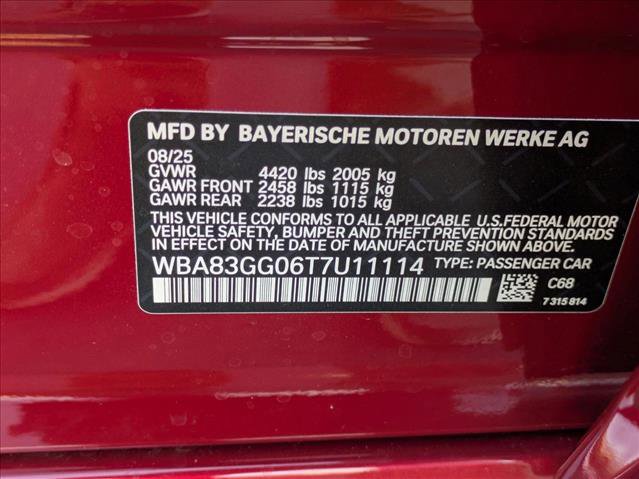 MFD BY BAYERISCHE MOTOREN WERKE AG
08/25
GVWR 4420 lbs 2005 kg
GAWR FRONT 2458 lbs 1115 kg
GAWR REAR 2238 lbs 1015 kg
THIS VEHICLE CONFORMS TO ALL APPLICABLE U.S.FEDERAL MOTOR
VEHICLE SAFETY, BUMPER AND THEFT PREVENTION STANDARDS IN
EFFECT ON THE DATE OF MANUFACTURE SHOWN ABOVE.
WBA83GG06T7U11114 TYPE: PASSENGER CAR
C68
7 315 814